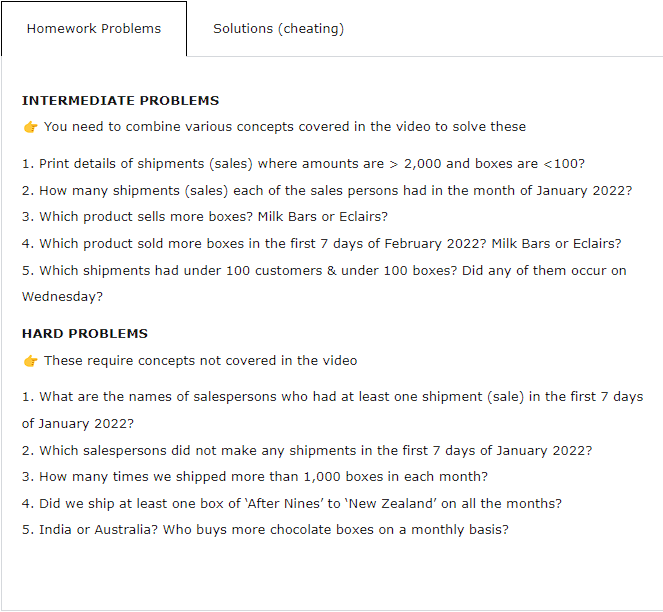 Homework Problems
Solutions (cheating)
INTERMEDIATE PROBLEMS
👉 You need to combine various concepts covered in the video to solve these
1. Print details of shipments (sales) where amounts are > 2,000 and boxes are <100?
2. How many shipments (sales) each of the sales persons had in the month of January 2022?
3. Which product sells more boxes? Milk Bars or Eclairs?
4. Which product sold more boxes in the first 7 days of February 2022? Milk Bars or Eclairs?
5. Which shipments had under 100 customers & under 100 boxes? Did any of them occur on
Wednesday?
HARD PROBLEMS
👉 These require concepts not covered in the video
1. What are the names of salespersons who had at least one shipment (sale) in the first 7 days
of January 2022?
2. Which salespersons did not make any shipments in the first 7 days of January 2022?
3. How many times we shipped more than 1,000 boxes in each month?
4. Did we ship at least one box of ‘After Nines’ to ‘New Zealand’ on all the months?
5. India or Australia? Who buys more chocolate boxes on a monthly basis?